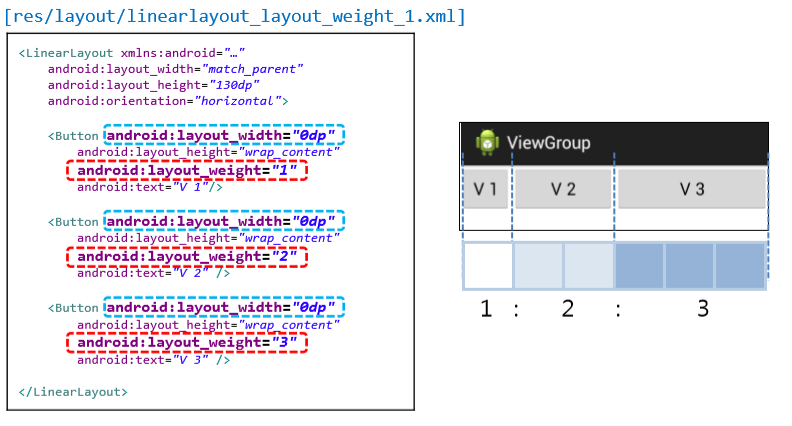 [res/layout/linearlayout_layout_weight_1.xml]
<LinearLayout xmlns:android="…"
android:layout_width="match_parent"
android:layout_height="130dp"
android:orientation="horizontal">
<Button android:layout_width="0dp"
android:layout_height="wrap_content"
android:layout_weight="1"
android:text="V 1"/>
<Button android:layout_width="0dp"
android:layout_height="wrap_content"
android:layout_weight="2"
android:text="V 2" />
<Button android:layout_width="0dp"
android:layout_height="wrap_content"
android:layout_weight="3"
android:text="V 3" />
</LinearLayout>
ViewGroup
V 1 V 2 V 3
1 : 2 : 3